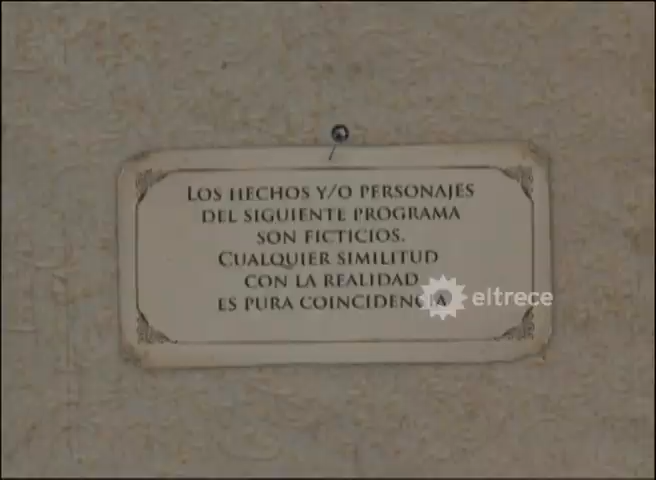 LOS HECHOS Y/O PERSONAJES
DEL SIGUIENTE PROGRAMA
SON FICTICIOS.
CUALQUIER SIMILITUD
CON LA REALIDAD
ES PURA COINCIDENCIA
eltrece